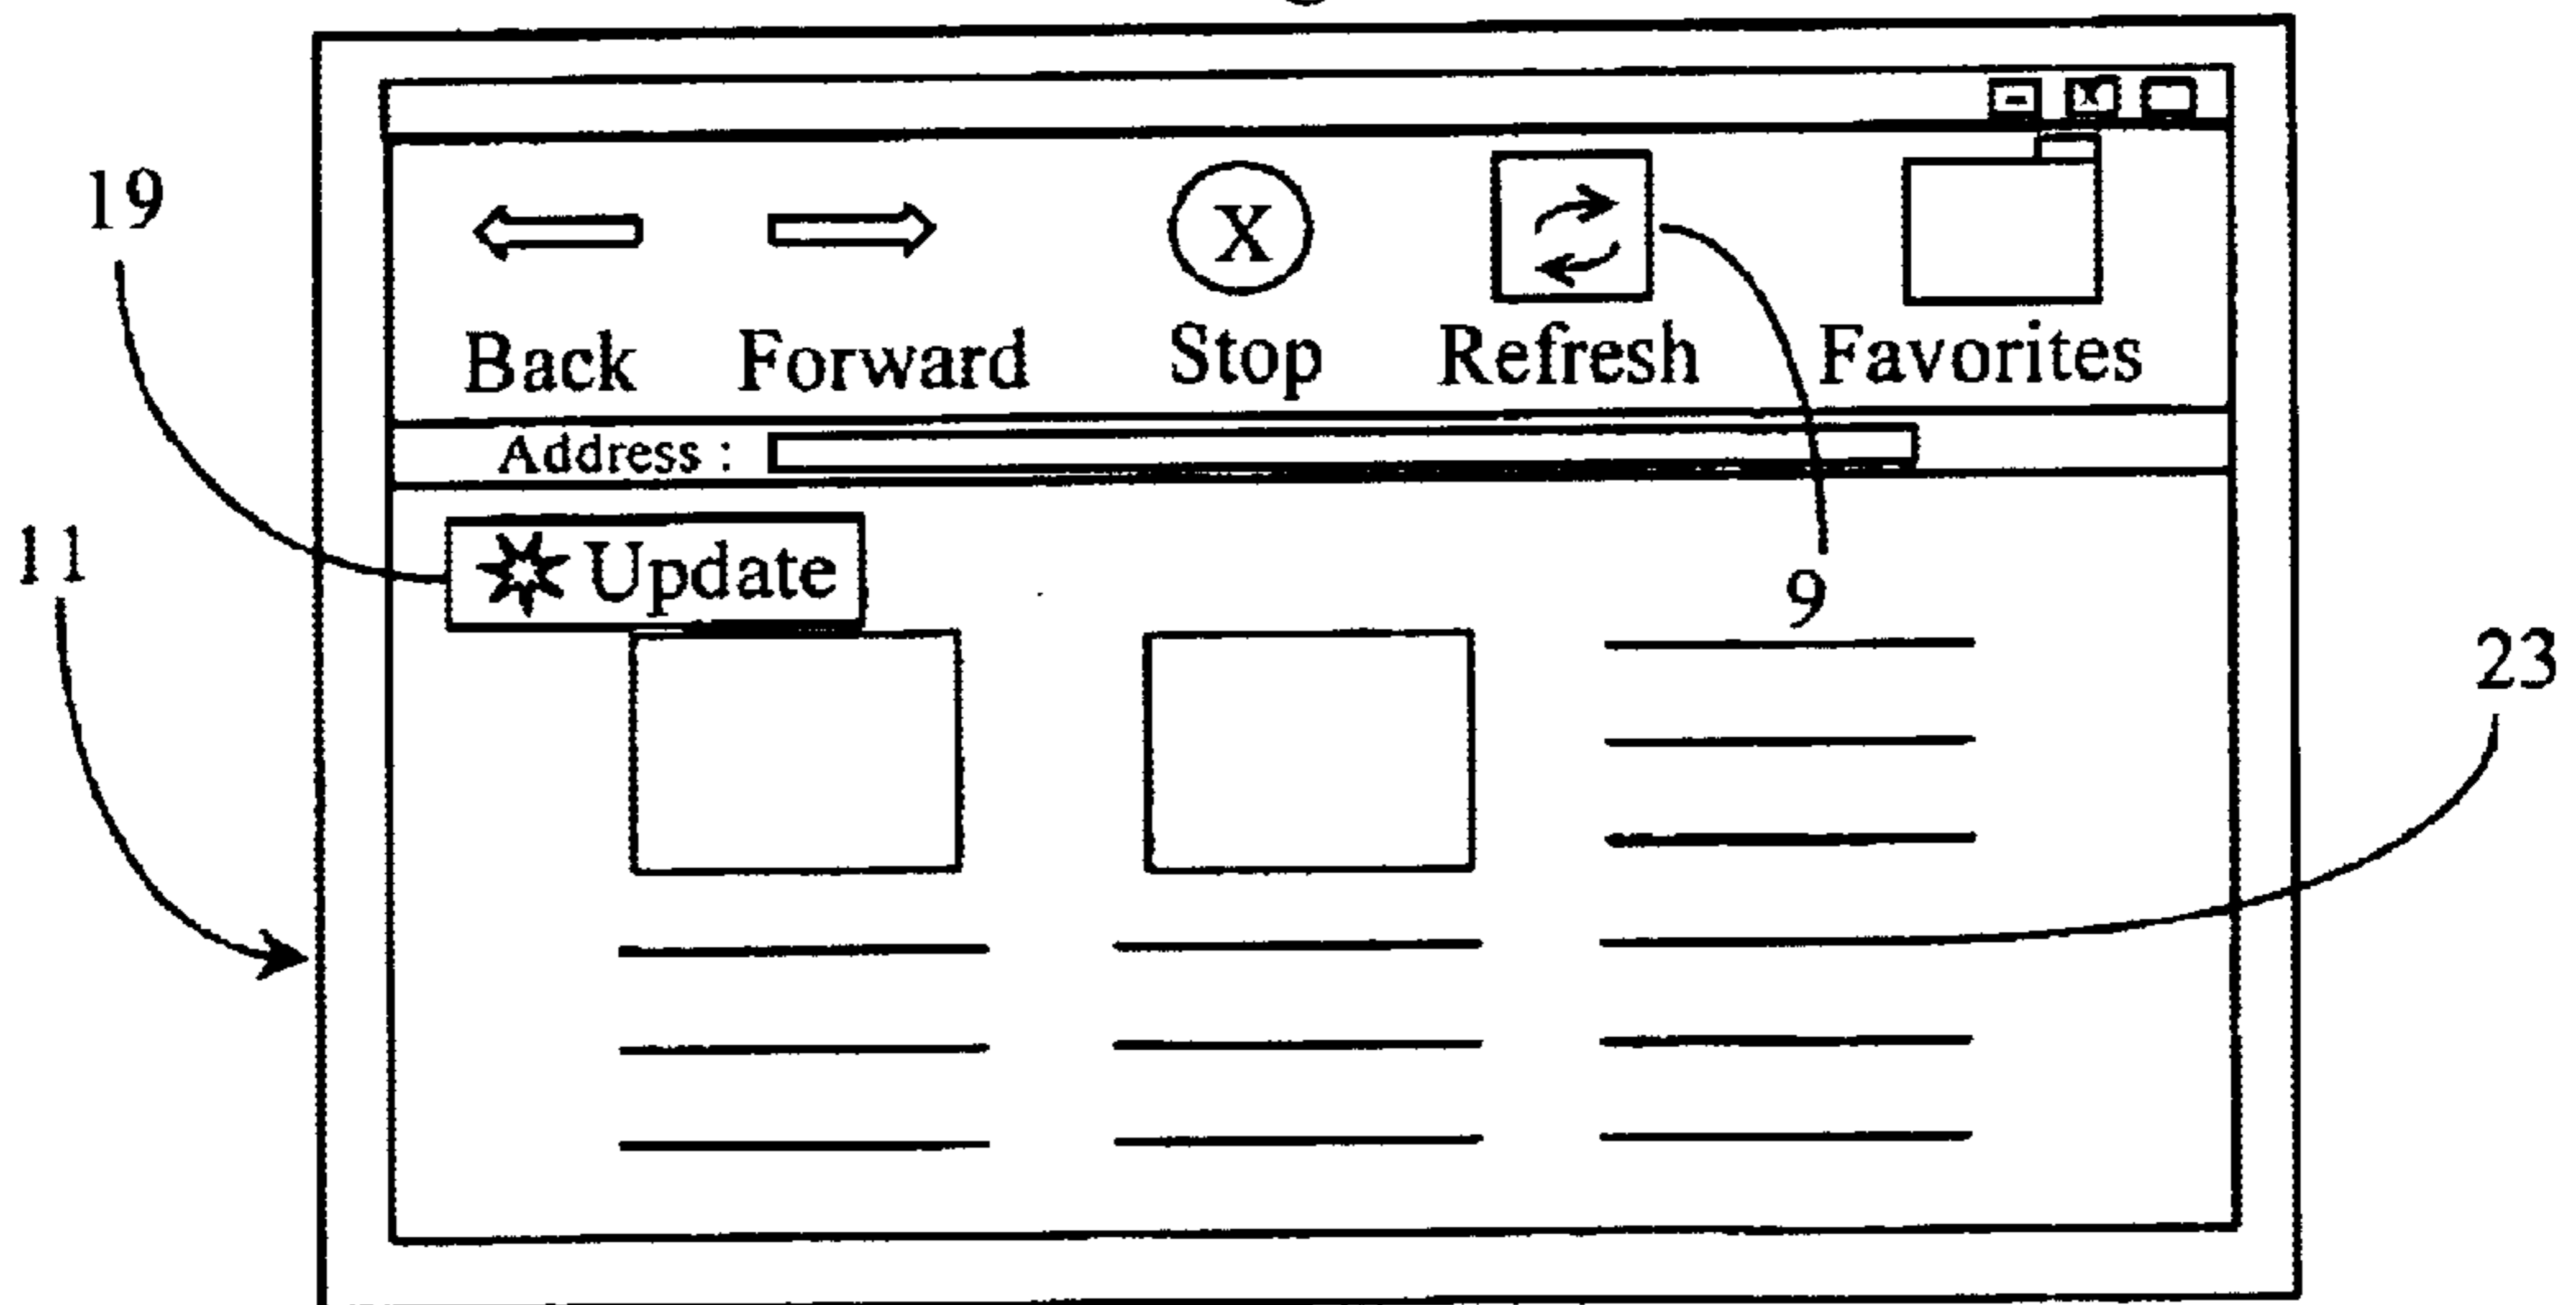 19
X
Back Forward Stop Refresh Favorites
Address :
11
Update
9
23